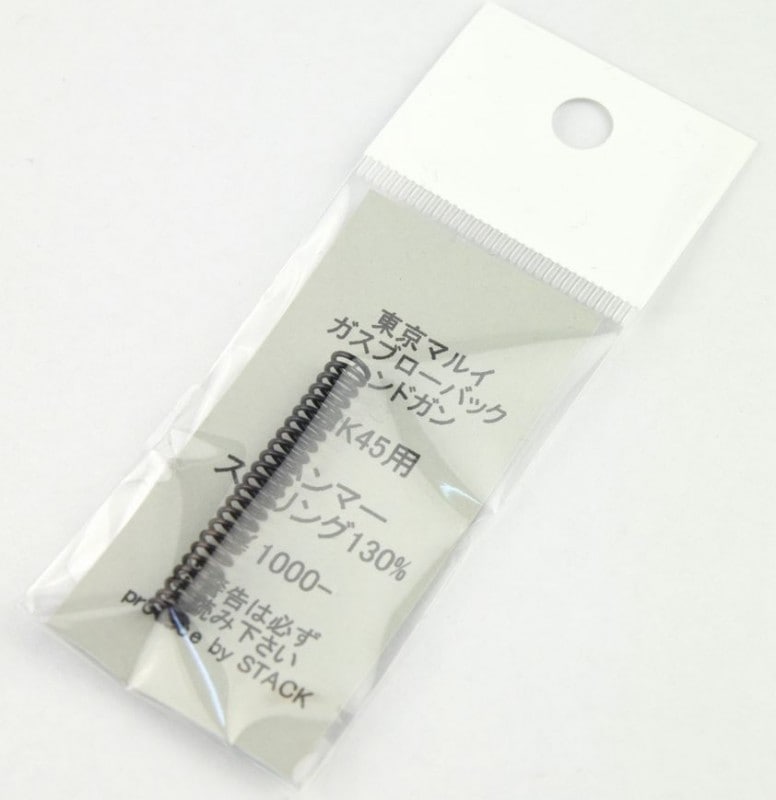 東京マルイ
ガスブローバック
ンドガン
K45用
ンマー
ス リング130%
1000-
告は必ず
読み下さい
by STACK